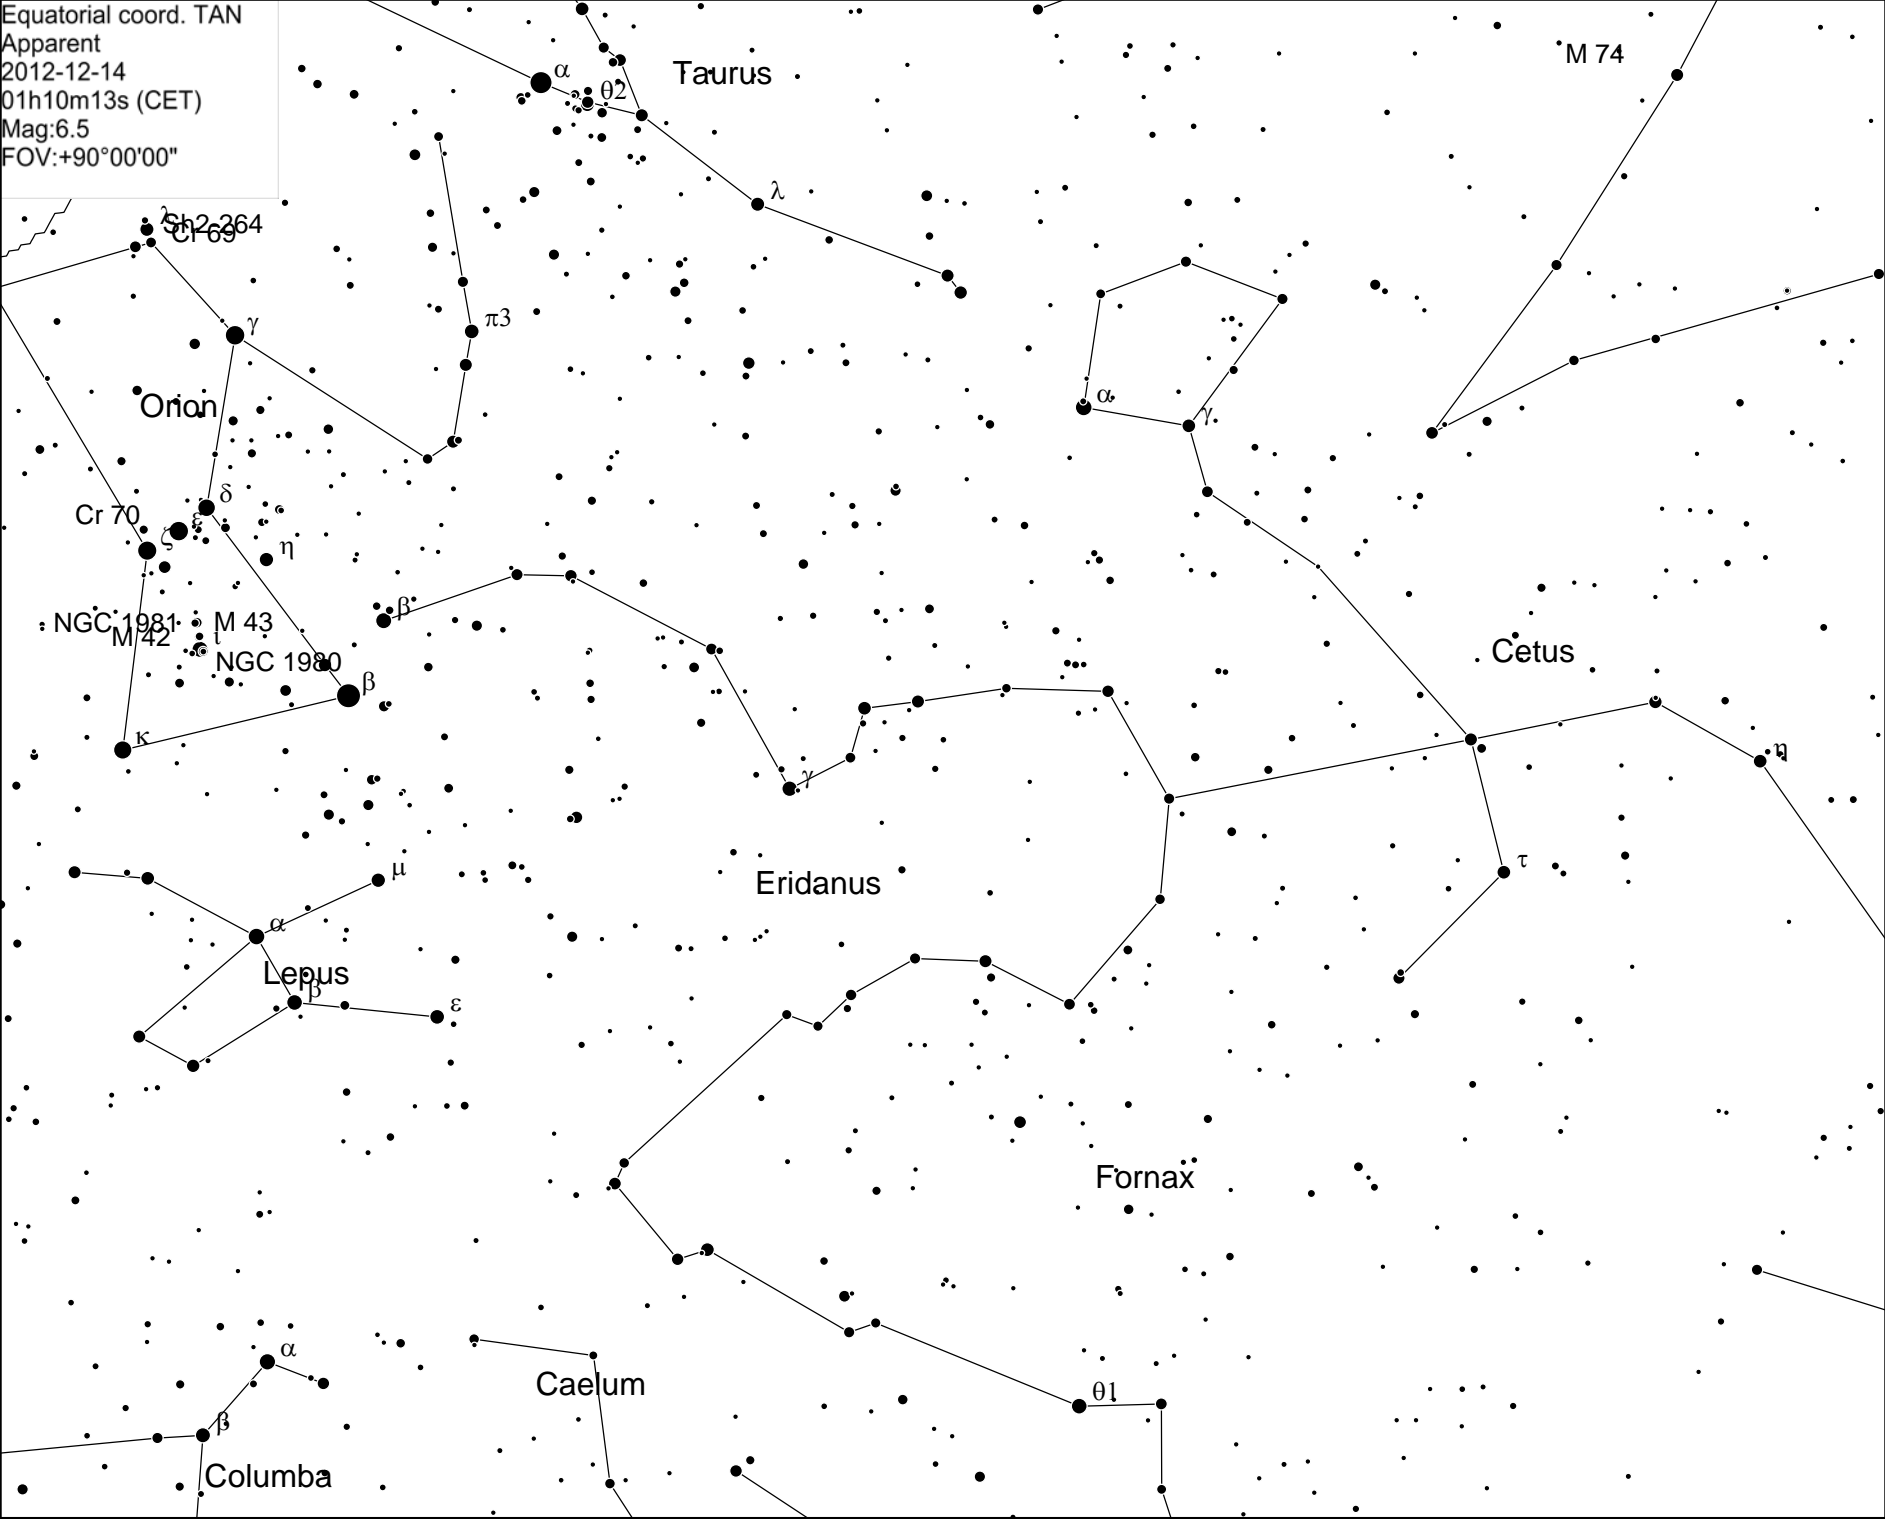 Equatorial coord. TAN
Apparent
2012-12-14
01h10m13s (CET)
Mag:6.5
FOV:+90°00'00"
M 74
α
Taurus
θ2
λ
λ
Sh2-264
Cr 69
γ
π3
Orion
α
γ
δ
Cr 70
ε
ζ
η
β
NGC 1981
M 43
M 42
ι
NGC 1980
Cetus
β
κ
η
γ
μ
τ
Eridanus
α
Lepus
β
ε
Fornax
α
Caelum
θ1
β
Columba